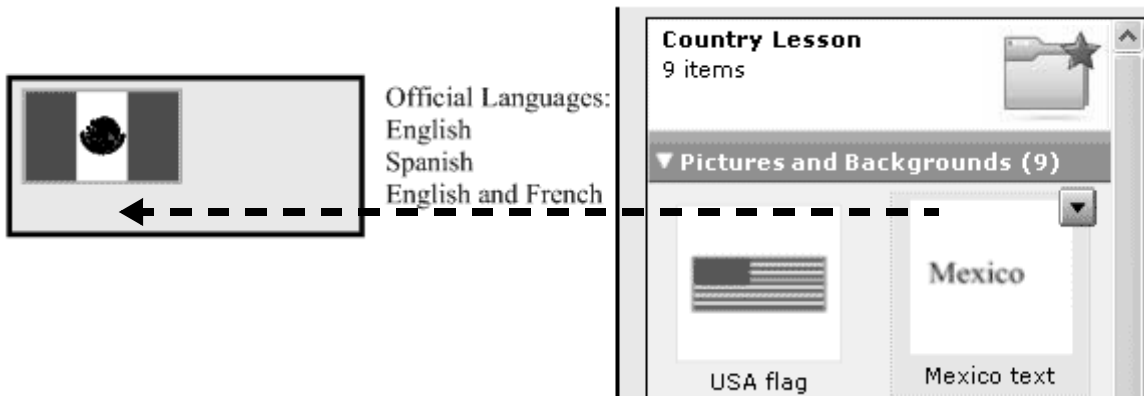 Official Languages:
English
Spanish
English and French
Country Lesson
9 items
Pictures and Backgrounds (9)
Mexico
USA flag
Mexico text